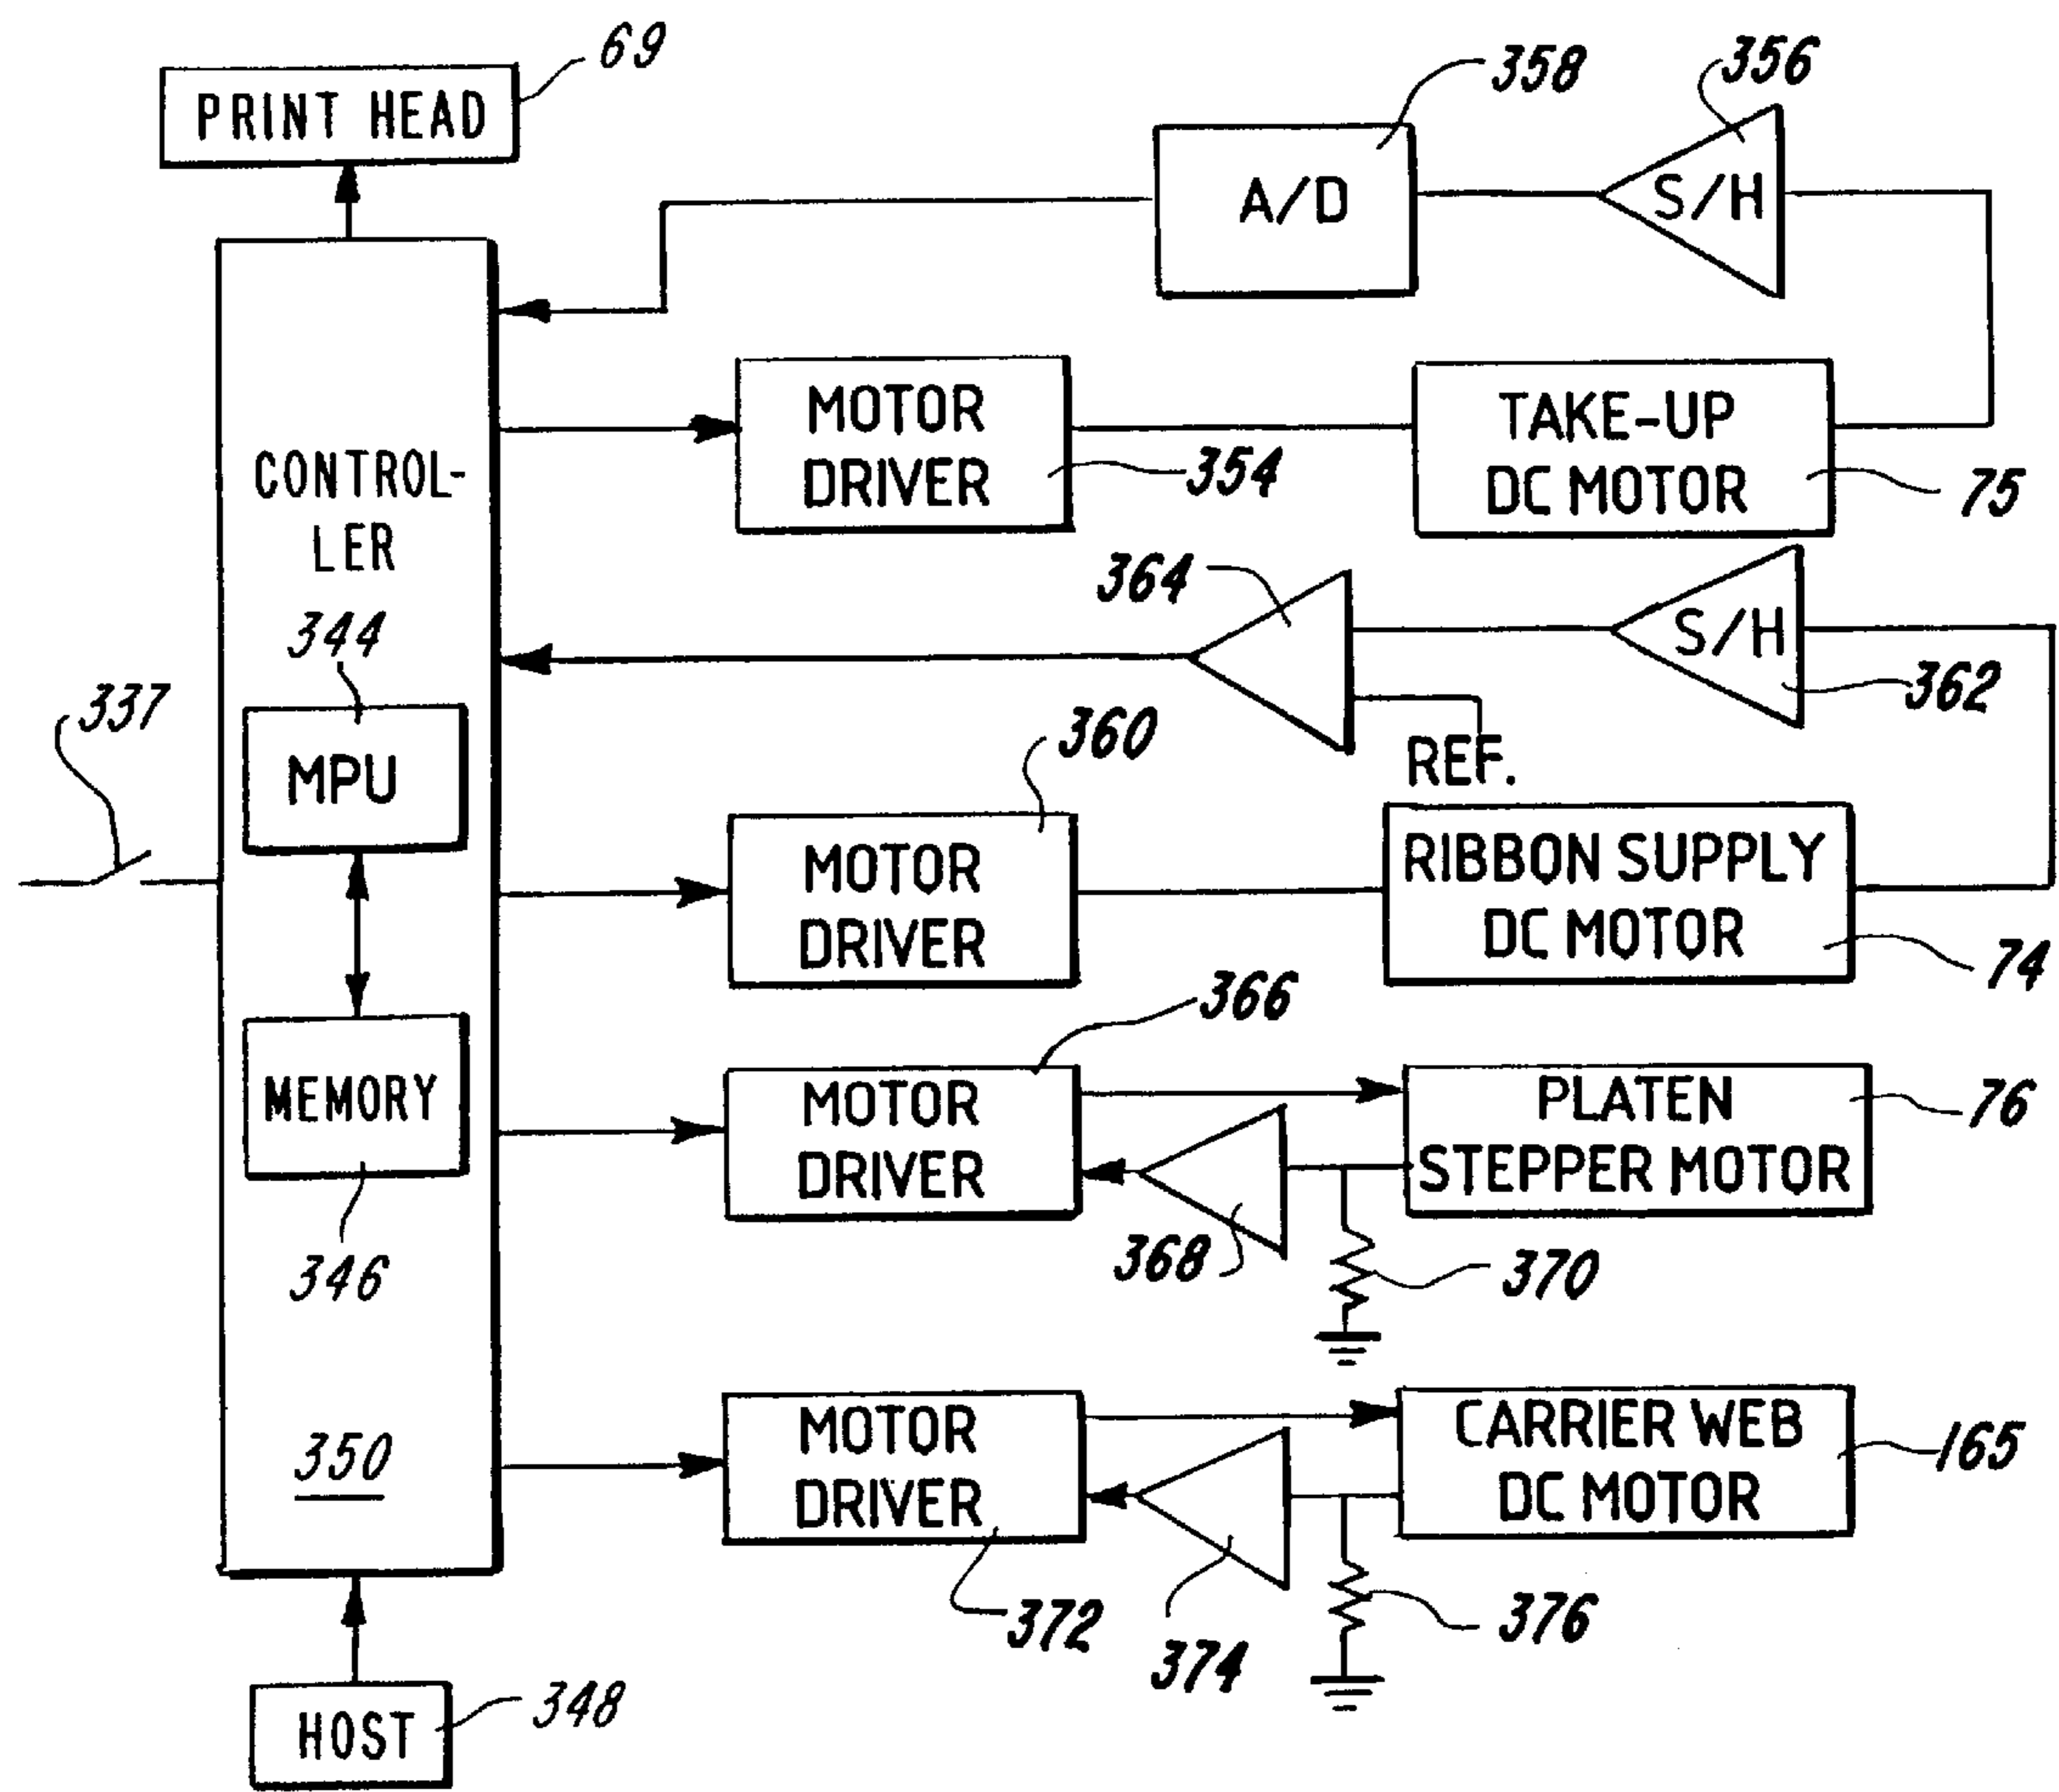 69
PRINT HEAD
358
356
A/D
S/H
MOTOR
DRIVER
354
TAKE-UP
DC MOTOR
75
CONTROL-
LER
364
S/H
362
REF.
344
MPU
337
360
MOTOR
DRIVER
RIBBON SUPPLY
DC MOTOR
74
MEMORY
346
366
MOTOR
DRIVER
368
370
PLATEN
STEPPER MOTOR
76
350
MOTOR
DRIVER
372
374
376
CARRIER WEB
DC MOTOR
165
HOST
348